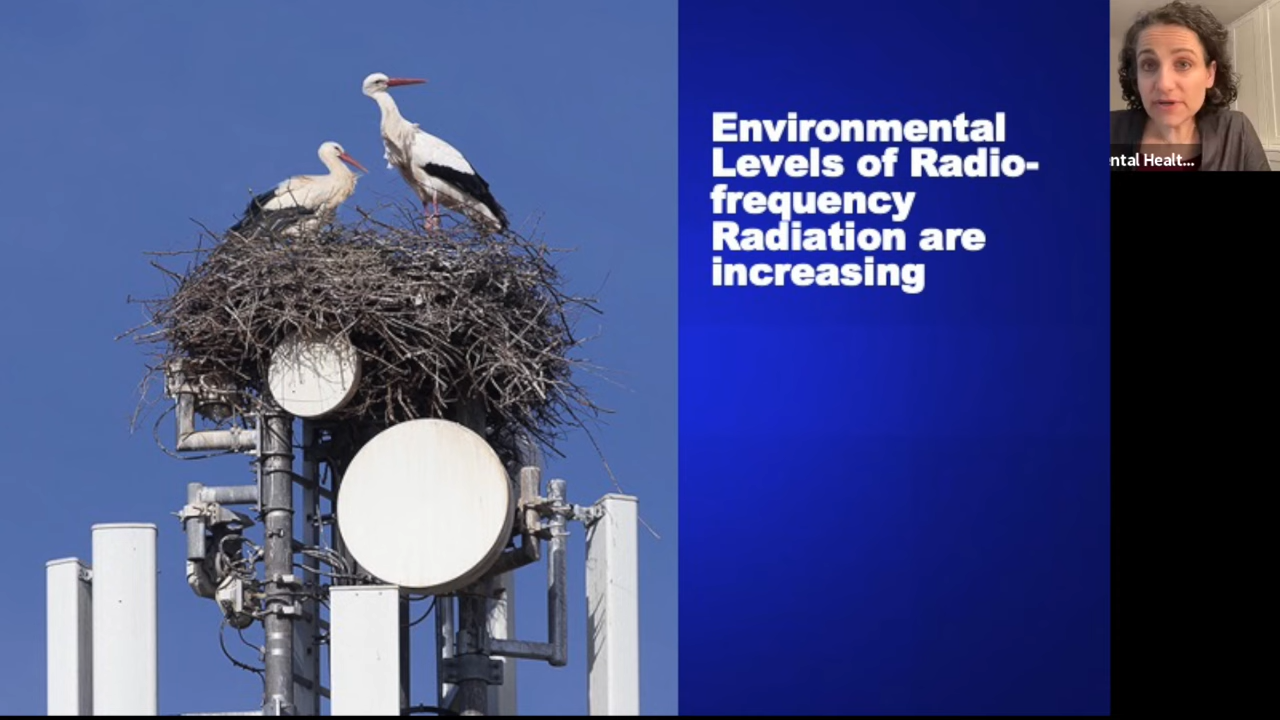 Environmental
Levels of Radio-
frequency
Radiation are
increasing
ntal Healt...